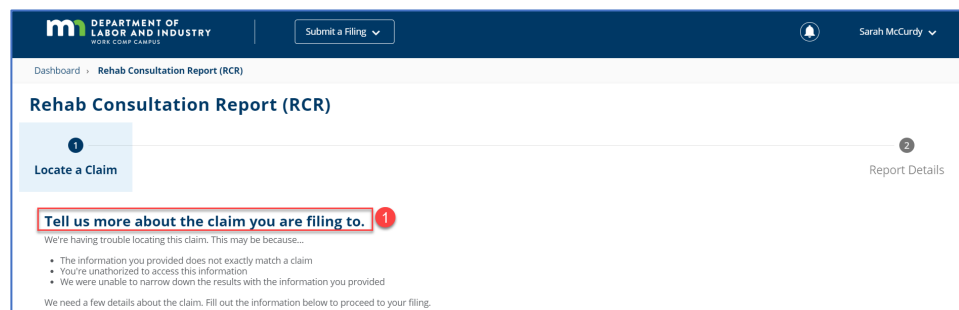 DEPARTMENT OF
LABOR AND INDUSTRY
WORK COMP CAMPUS
Submit a Filing
Sarah McCurdy
Dashboard › Rehab Consultation Report (RCR)
Rehab Consultation Report (RCR)
1
2
Locate a Claim
Report Details
Tell us more about the claim you are filing to. 1
We're having trouble locating this claim. This may be because...
• The information you provided does not exactly match a claim
• You're unathorized to access this information
• We were unable to narrow down the results with the information you provided
We need a few details about the claim. Fill out the information below to proceed to your filing.